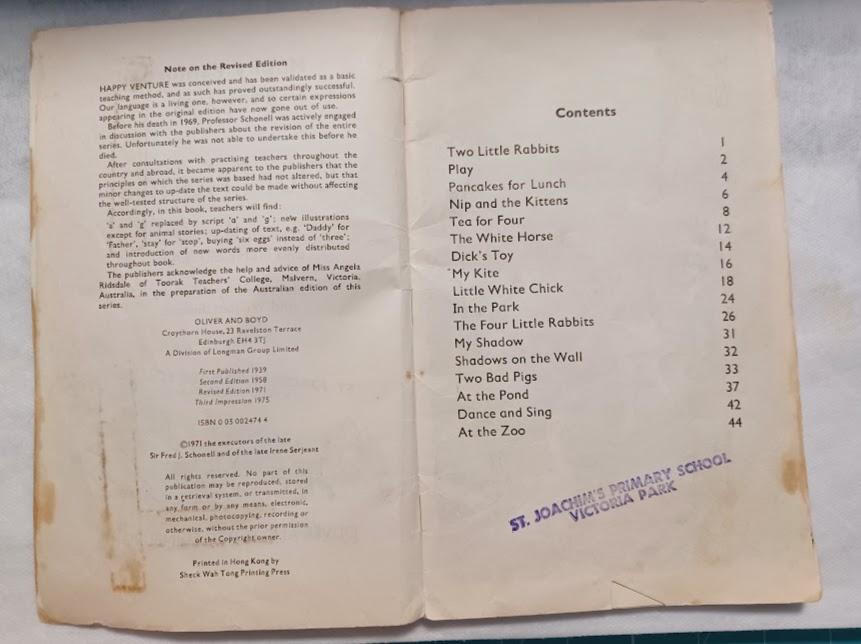 Note on the Revised Edition
HAPPY VENTURE was conceived and has been validated as a basic
teaching method, and as such has proved outstandingly successful.
Our language is a living one, however, and so certain expressions
appearing in the original edition have now gone out of use.
Before his death in 1969, Professor Schonell was actively engaged
in discussion with the publishers about the revision of the entire
series. Unfortunately he was not able to undertake this before he
died.
After consultations with practising teachers throughout the
country and abroad, it became apparent to the publishers that the
principles on which the series was based had not altered, but that
minor changes to up-date the text could be made without affecting
the well-tested structure of the series.
Accordingly, in this book, teachers will find:
'a' and 'g' replaced by script 'ɑ' and 'g'; new illustrations
except for animal stories; up-dating of text, e.g. 'Daddy' for
'Father', 'stay' for 'stop', buying 'six eggs' instead of 'three';
and introduction of new words more evenly distributed
throughout book.
The publishers acknowledge the help and advice of Miss Angela
Ridsdale of Toorak Teachers' College, Malvern, Victoria,
Australia, in the preparation of the Australian edition of this
series.
OLIVER AND BOYD
Croythorn House, 23 Ravelston Terrace
Edinburgh EH4 3TJ
A Division of Longman Group Limited
First Published 1939
Second Edition 1958
Revised Edition 1971
Third Impression 1975
ISBN 0 05 002474 4
©1971 the executors of the late
Sir Fred J. Schonell and of the late Irene Serjeant
All rights reserved. No part of this
publication may be reproduced, stored
in a retrieval system, or transmitted, in
any form or by any means, electronic,
mechanical, photocopying, recording or
otherwise, without the prior permission
of the Copyright owner.
Printed in Hong Kong by
Sheck Wah Tong Printing Press
Contents
Two Little Rabbits 1
Play 2
Pancakes for Lunch 4
Nip and the Kittens 6
Tea for Four 8
The White Horse 12
Dick's Toy 14
My Kite 16
Little White Chick 18
In the Park 24
The Four Little Rabbits 26
My Shadow 31
Shadows on the Wall 32
Two Bad Pigs 33
At the Pond 37
Dance and Sing 42
At the Zoo 44
ST. JOACHIM'S PRIMARY SCHOOL
VICTORIA PARK